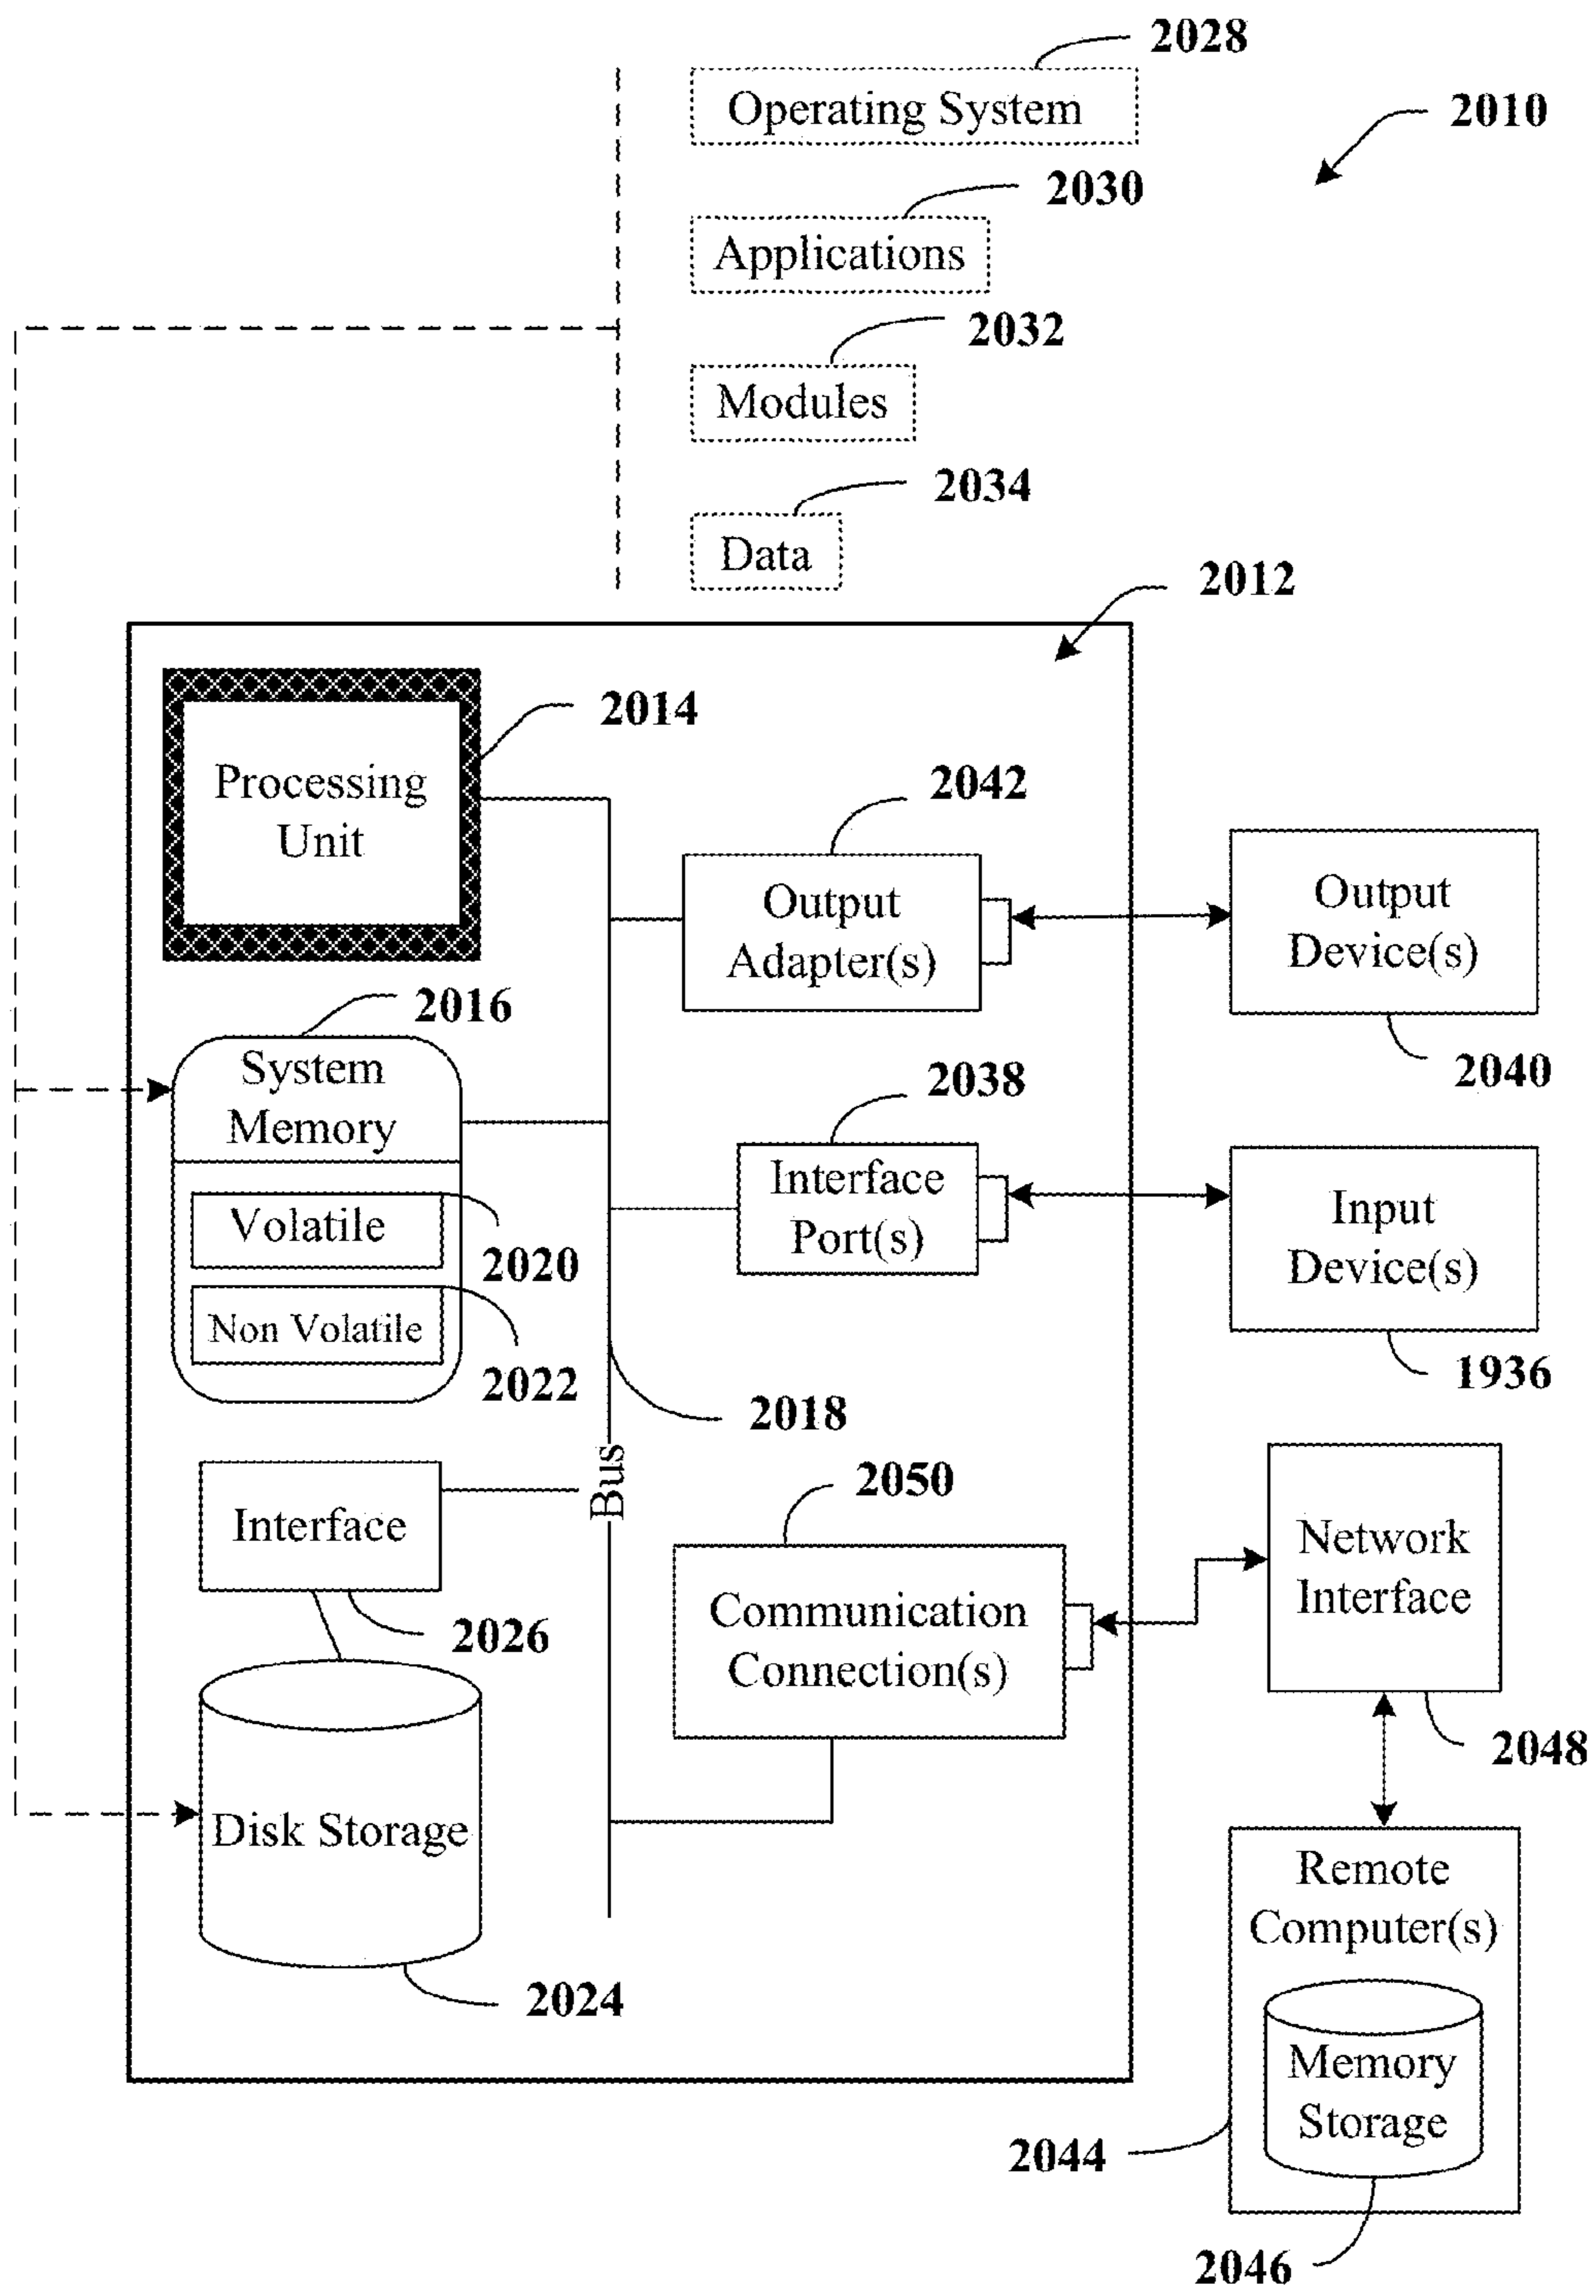 2028
Operating System
2010
2030
Applications
2032
Modules
2034
Data
2012
2014
Processing
Unit
2042
Output
Adapter(s)
Output
Device(s)
2040
2016
System
Memory
Volatile
2020
Non Volatile
2022
2038
Interface
Port(s)
Input
Device(s)
1936
2018
Bus
Interface
2026
2050
Communication
Connection(s)
Network
Interface
2048
Disk Storage
2024
Remote
Computer(s)
Memory
Storage
2044
2046